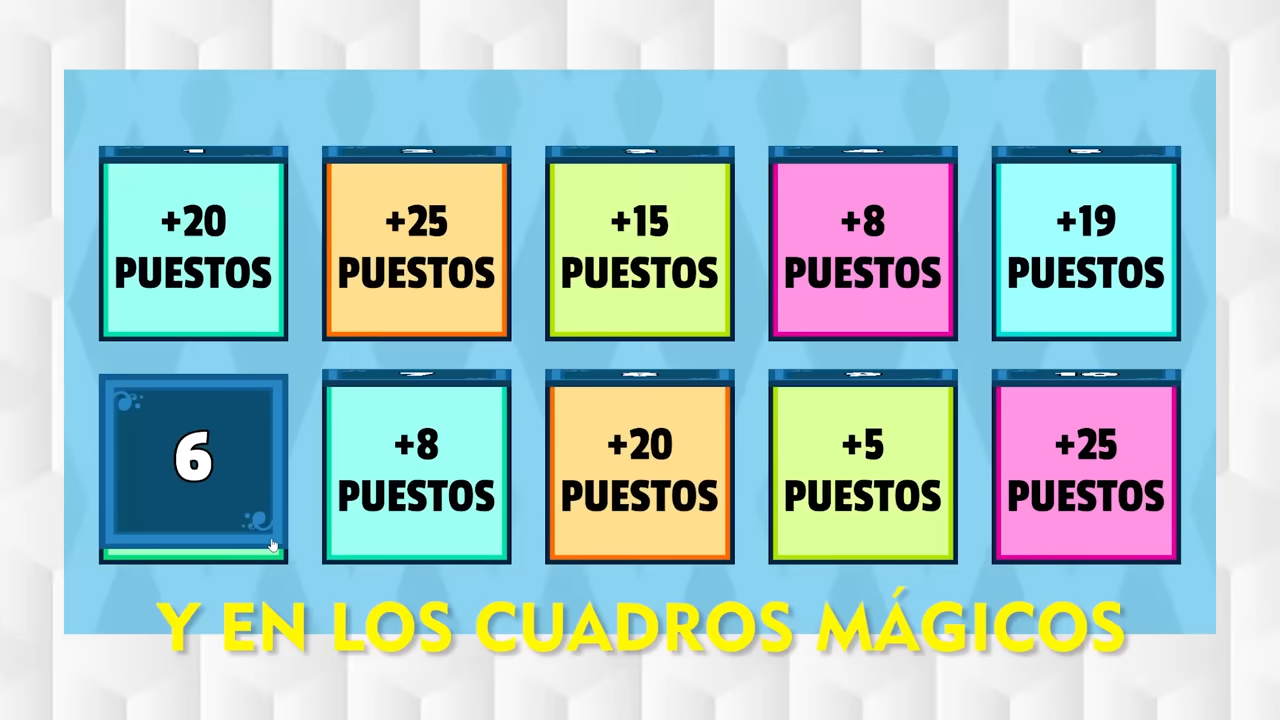 +20
PUESTOS
+25
PUESTOS
+15
PUESTOS
+8
PUESTOS
+19
PUESTOS
6
+8
PUESTOS
+20
PUESTOS
+5
PUESTOS
+25
PUESTOS
Y EN LOS CUADROS MÁGICOS